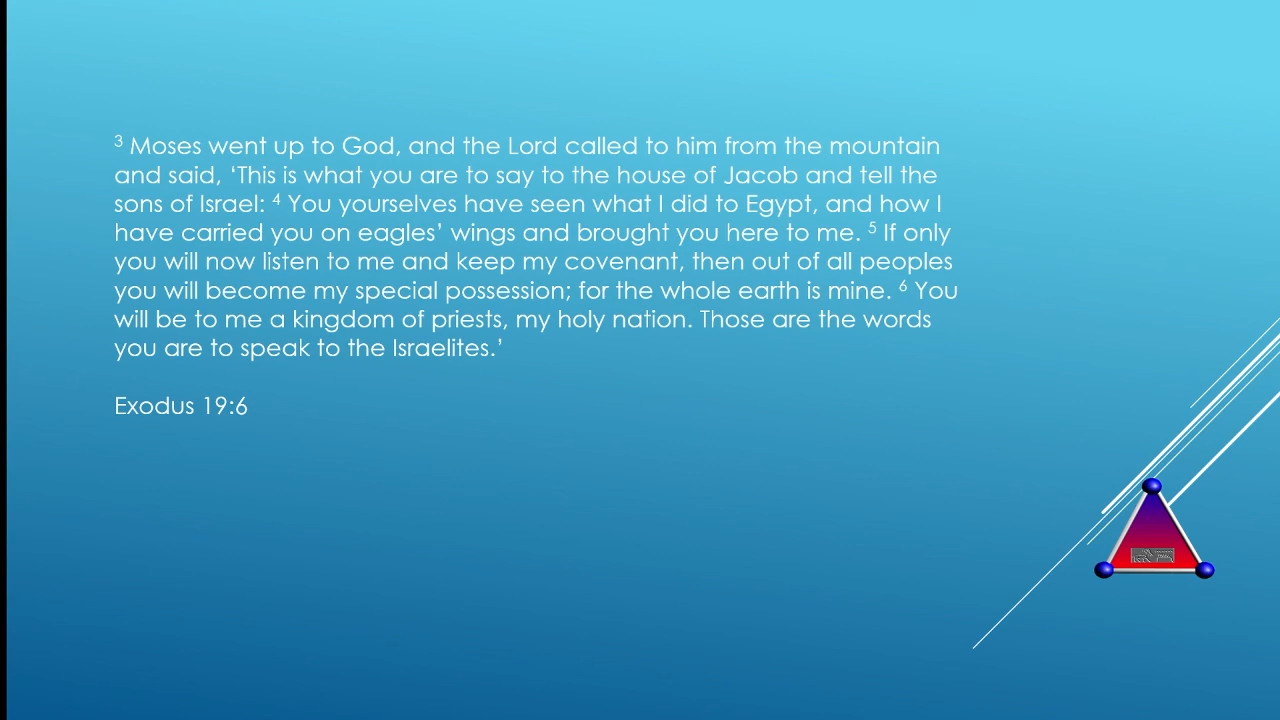 ³ Moses went up to God, and the Lord called to him from the mountain
and said, ‘This is what you are to say to the house of Jacob and tell the
sons of Israel: ⁴ You yourselves have seen what I did to Egypt, and how I
have carried you on eagles’ wings and brought you here to me. ⁵ If only
you will now listen to me and keep my covenant, then out of all peoples
you will become my special possession; for the whole earth is mine. ⁶ You
will be to me a kingdom of priests, my holy nation. Those are the words
you are to speak to the Israelites.’
Exodus 19:6